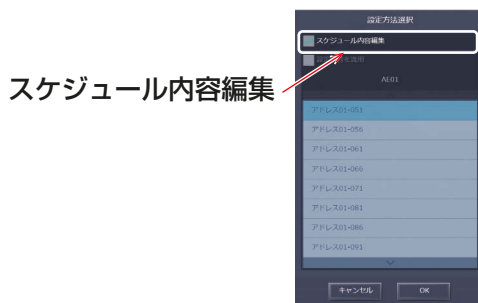 設定方法選択
スケジュール内容編集
スケジュール内容編集
AE01
アドレス01-051
アドレス01-056
アドレス01-061
アドレス01-066
アドレス01-071
アドレス01-081
アドレス01-086
アドレス01-091
キャンセル
OK